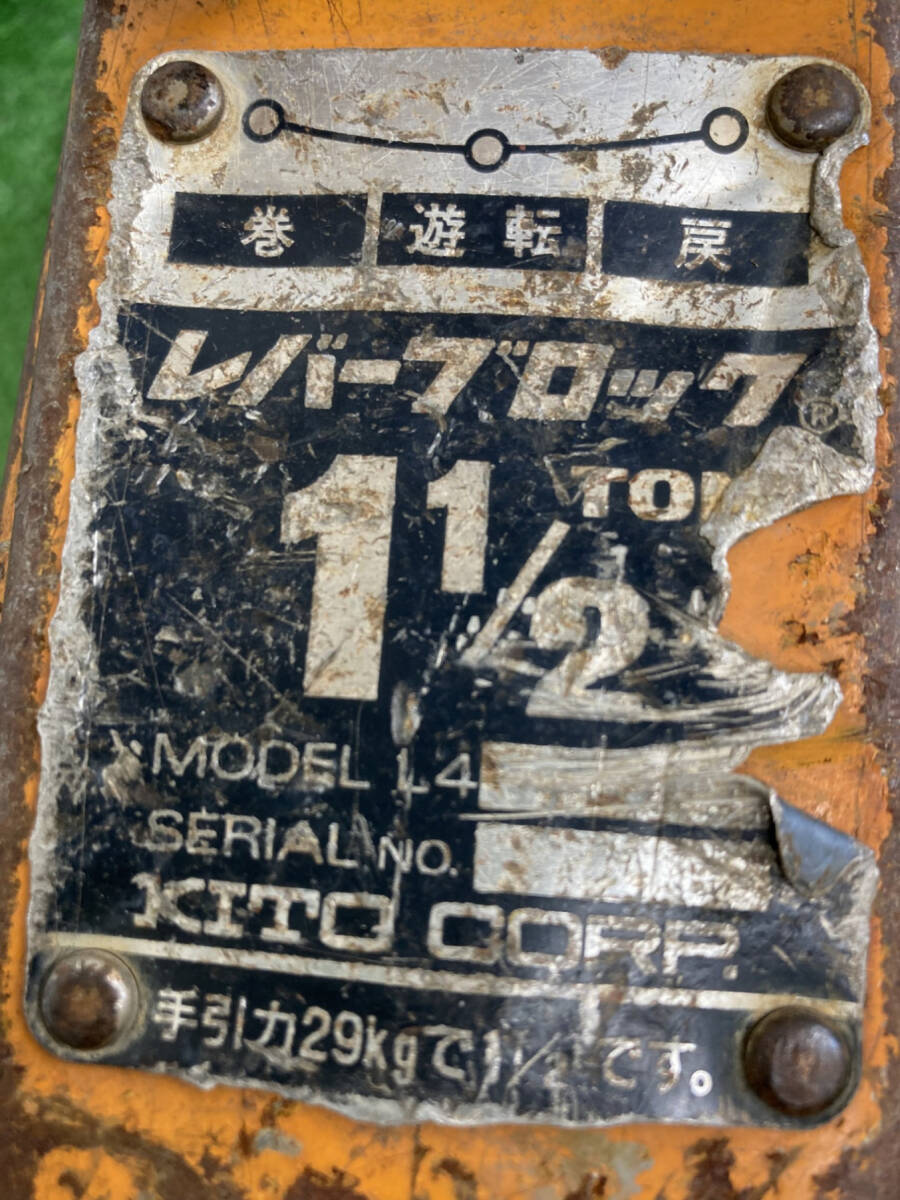 巻 遊転 戻
レバーブロック®
1 1/2 TON
MODEL L4
SERIAL NO.
KITO CORP.
手引力29kgで1 1/2 です。